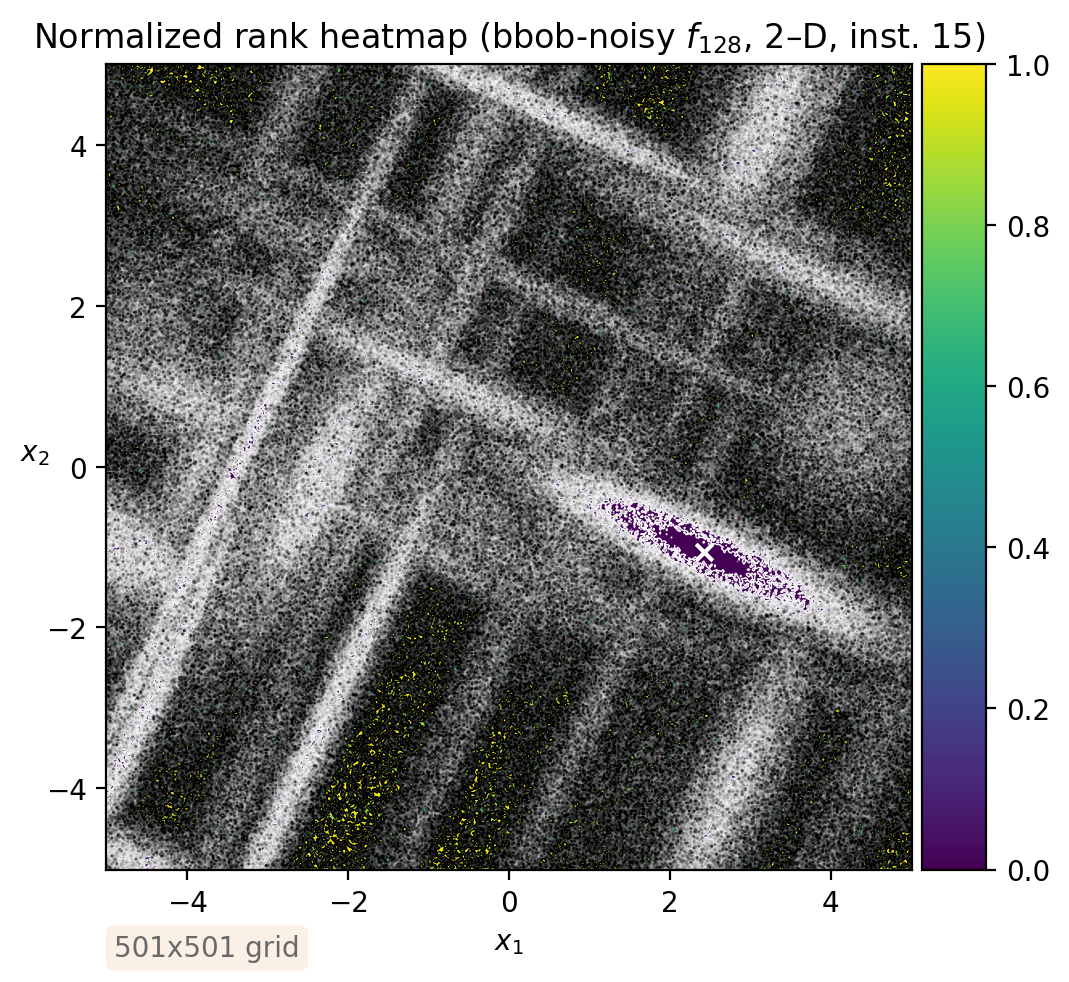 Normalized rank heatmap (bbob-noisy f128, 2–D, inst. 15)
1.0
0.8
0.6
0.4
0.2
0.0
4
2
0
−2
−4
x2
−4 −2 0 2 4
x1
501x501 grid